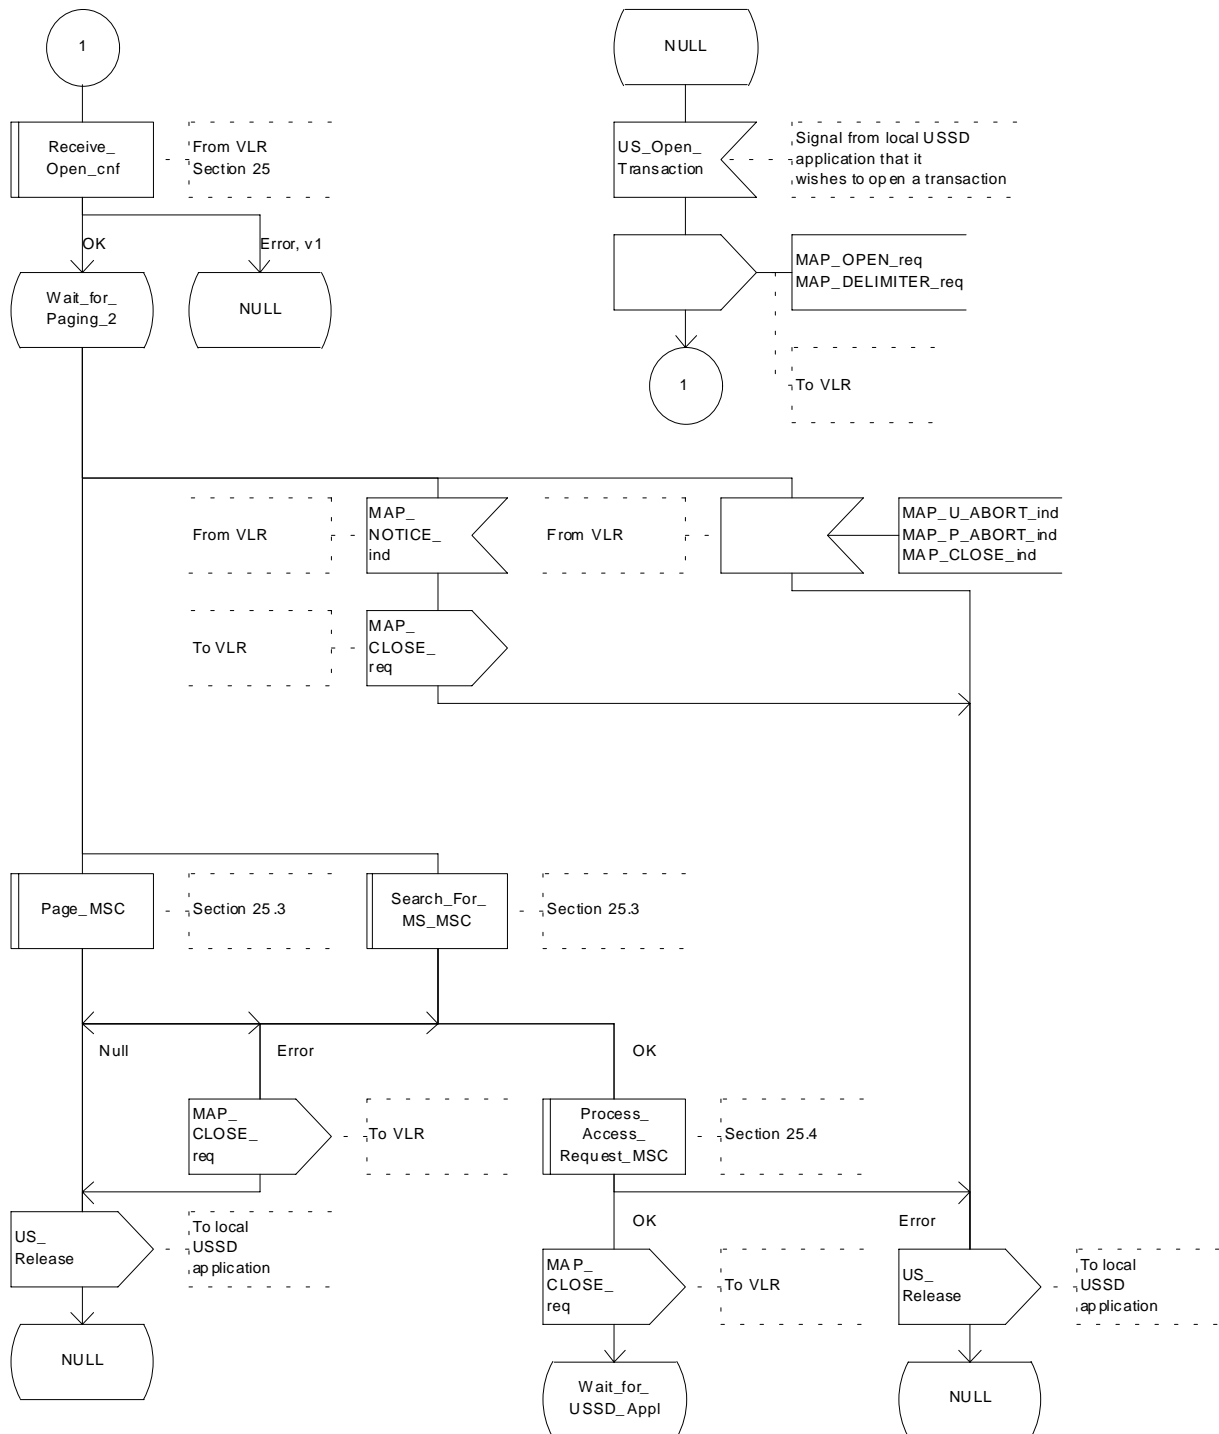 1
NULL
Receive_
Open_cnf
From VLR
Section 25
US_Open_
Transaction
Signal from local USSD
application that it
wishes to open a transaction
OK
Error, v1
MAP_OPEN_req
MAP_DELIMITER_req
Wait_for_
Paging_2
NULL
1
To VLR
From VLR
MAP_
NOTICE_
ind
From VLR
MAP_U_ABORT_ind
MAP_P_ABORT_ind
MAP_CLOSE_ind
To VLR
MAP_
CLOSE_
req
Page_MSC
Section 25.3
Search_For_
MS_MSC
Section 25.3
Null
Error
OK
MAP_
CLOSE_
req
To VLR
Process_
Access_
Request_MSC
Section 25.4
US_
Release
To local
USSD
application
OK
Error
MAP_
CLOSE_
req
To VLR
US_
Release
To local
USSD
application
NULL
Wait_for_
USSD_Appl
NULL